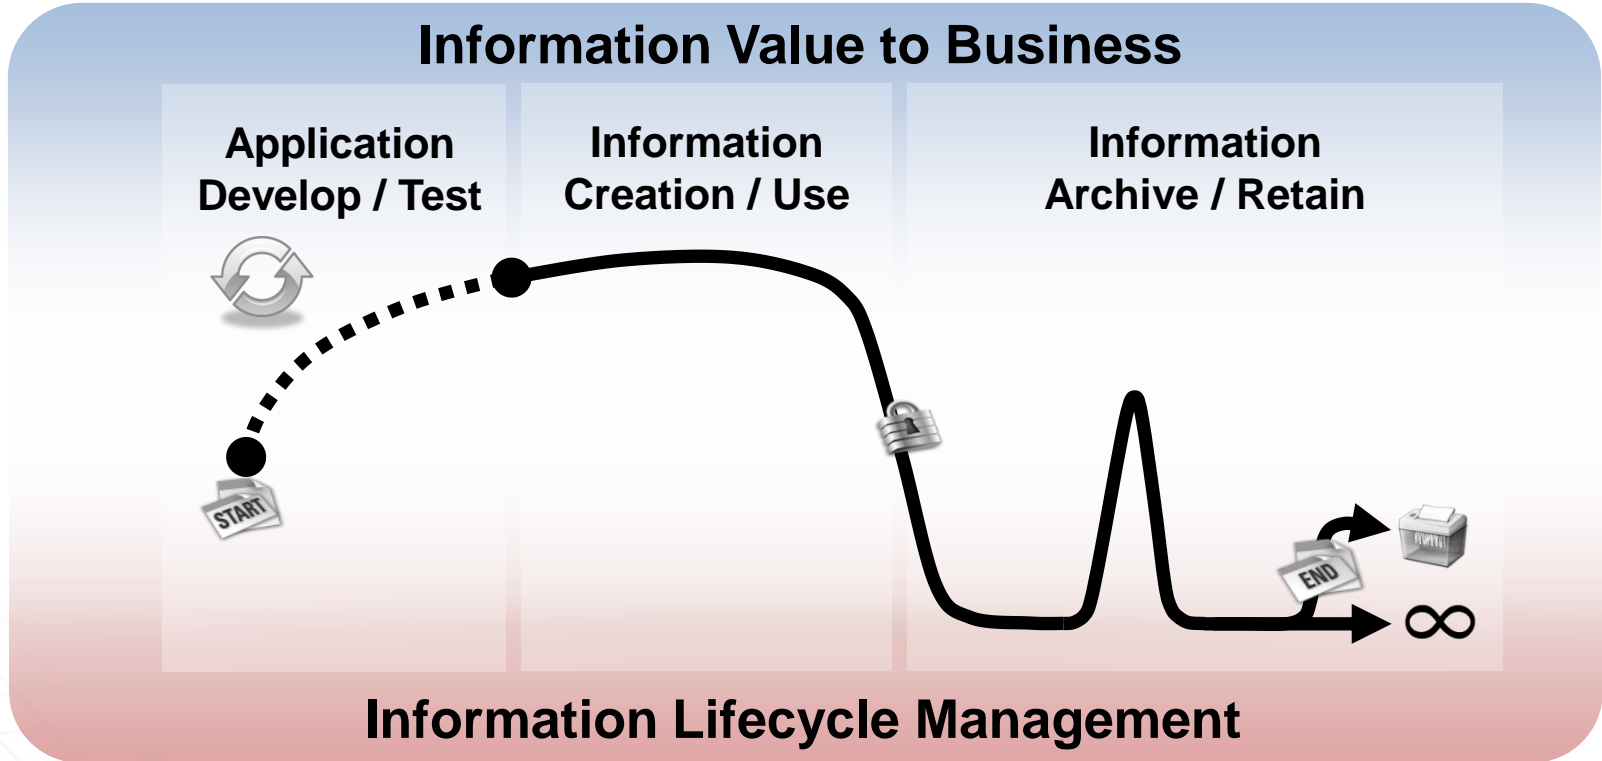 Information Value to Business
Application
Develop / Test
Information
Creation / Use
Information
Archive / Retain
START
END
∞
Information Lifecycle Management